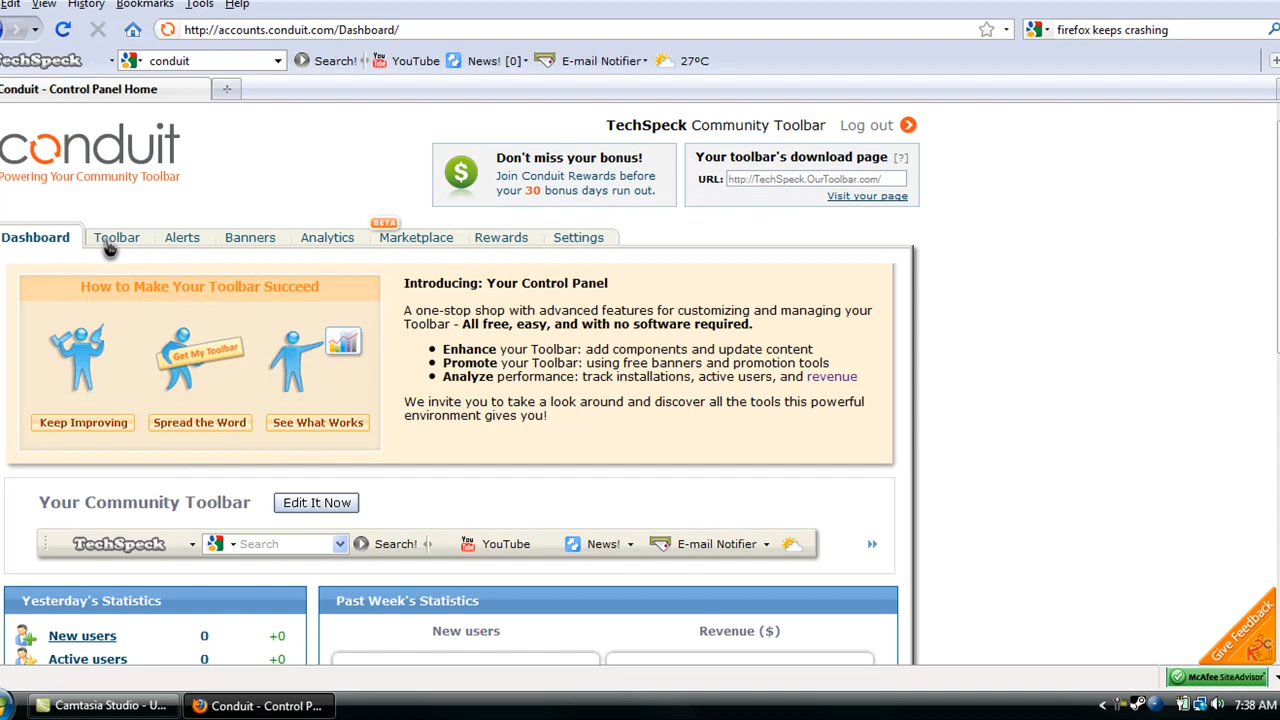 Edit View History Bookmarks Tools Help
http://accounts.conduit.com/Dashboard/
firefox keeps crashing
TechSpeck
conduit
Search!
You Tube
YouTube
News! [0]
E-mail Notifier
27°C
Conduit - Control Panel Home
conduit
Powering Your Community Toolbar
TechSpeck Community Toolbar
Log out
$
Don't miss your bonus!
Join Conduit Rewards before
your 30 bonus days run out.
Your toolbar's download page [?]
URL: http://TechSpeck.OurToolbar.com/
Visit your page
BETA
Dashboard Toolbar Alerts Banners Analytics Marketplace Rewards Settings
How to Make Your Toolbar Succeed
Get My Toolbar
Keep Improving
Spread the Word
See What Works
Introducing: Your Control Panel
A one-stop shop with advanced features for customizing and managing your
Toolbar - All free, easy, and with no software required.
Enhance your Toolbar: add components and update content
Promote your Toolbar: using free banners and promotion tools
Analyze performance: track installations, active users, and revenue
We invite you to take a look around and discover all the tools this powerful
environment gives you!
Your Community Toolbar
Edit It Now
TechSpeck
Search
Search!
You Tube
YouTube
News!
E-mail Notifier
Yesterday's Statistics
New users 0 +0
Active users 0 +0
Past Week's Statistics
New users
Revenue ($)
Give Feedback
McAfee SiteAdvisor
Camtasia Studio - U...
Conduit - Control P...
7:38 AM